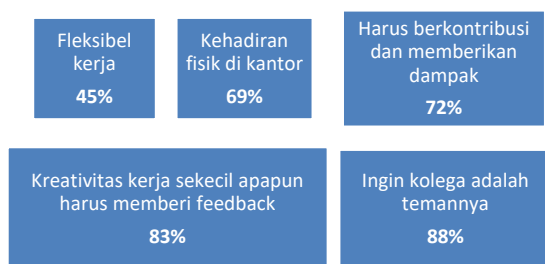 Fleksibel
kerja
45%
Kehadiran
fisik di kantor
69%
Harus berkontribusi
dan memberikan
dampak
72%
Kreativitas kerja sekecil apapun
harus memberi feedback
83%
Ingin kolega adalah
temannya
88%